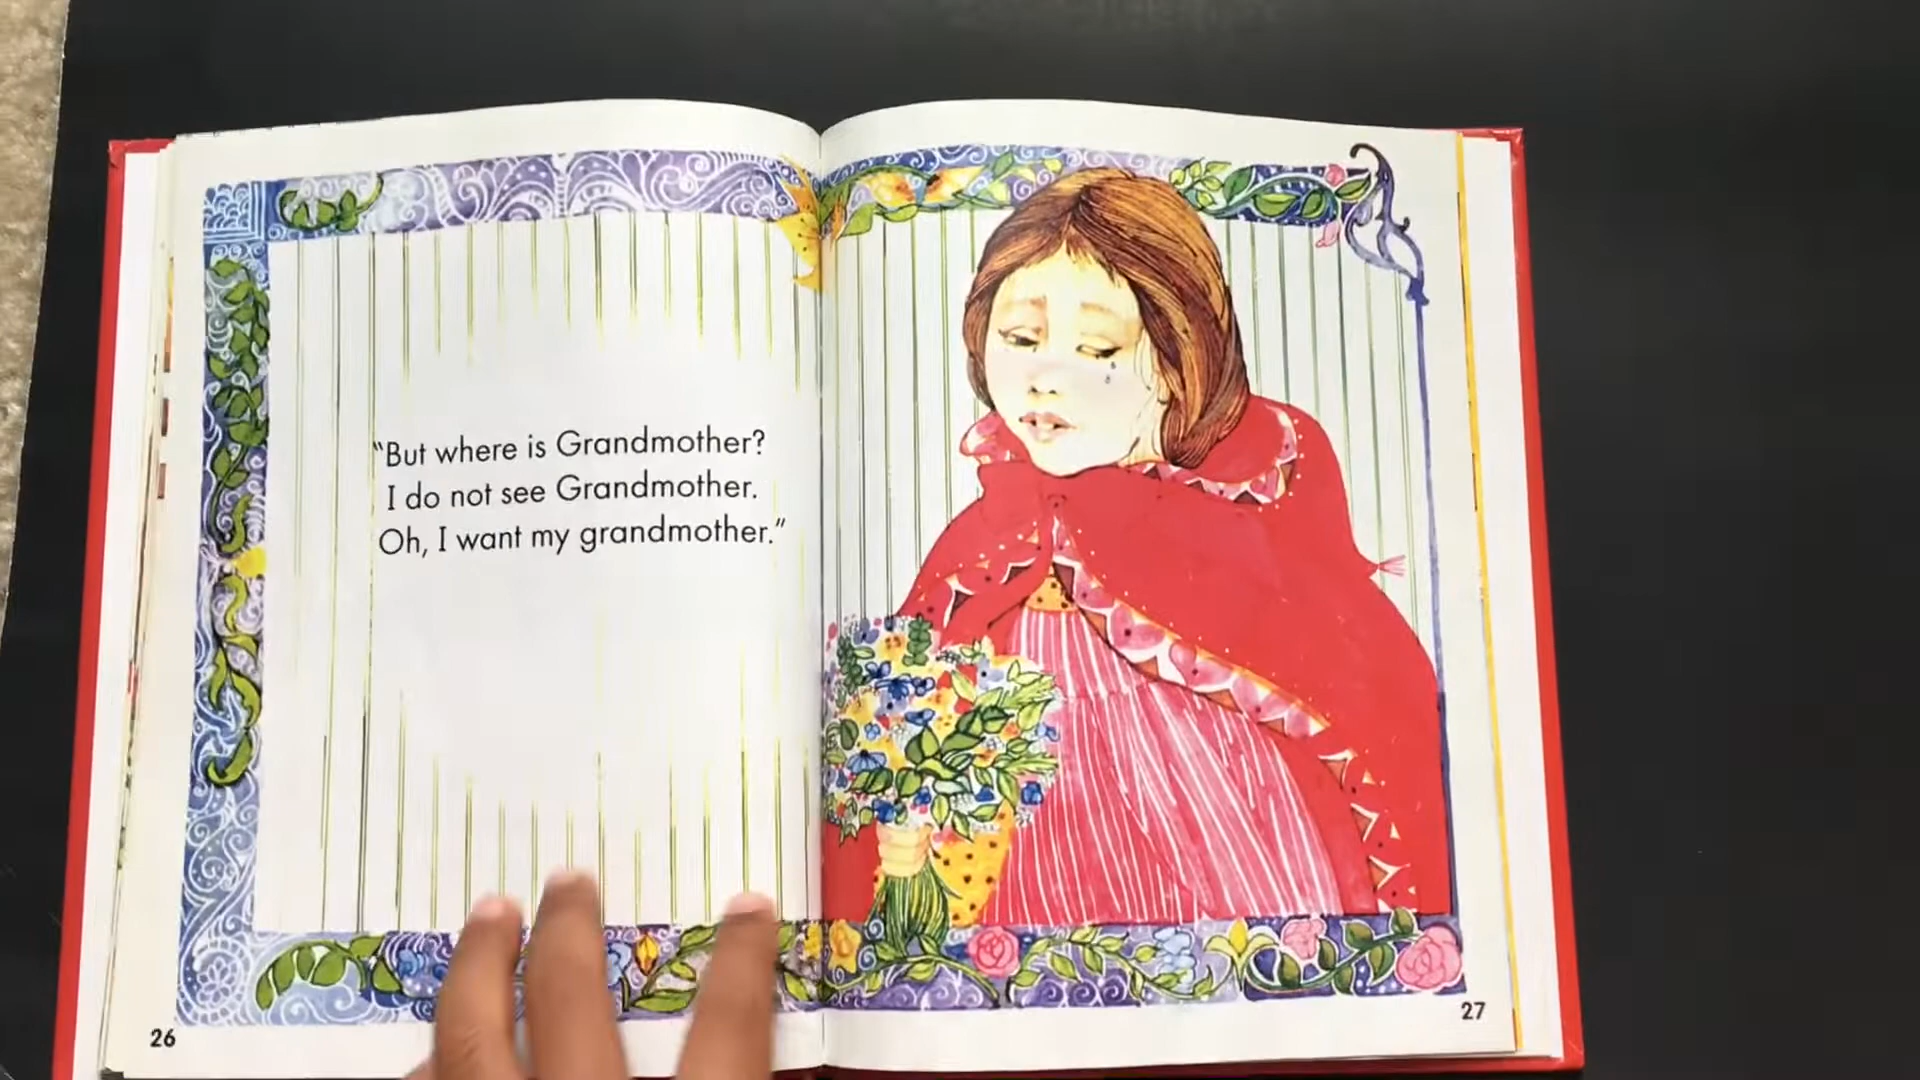 “But where is Grandmother?
I do not see Grandmother.
Oh, I want my grandmother.”
26
27